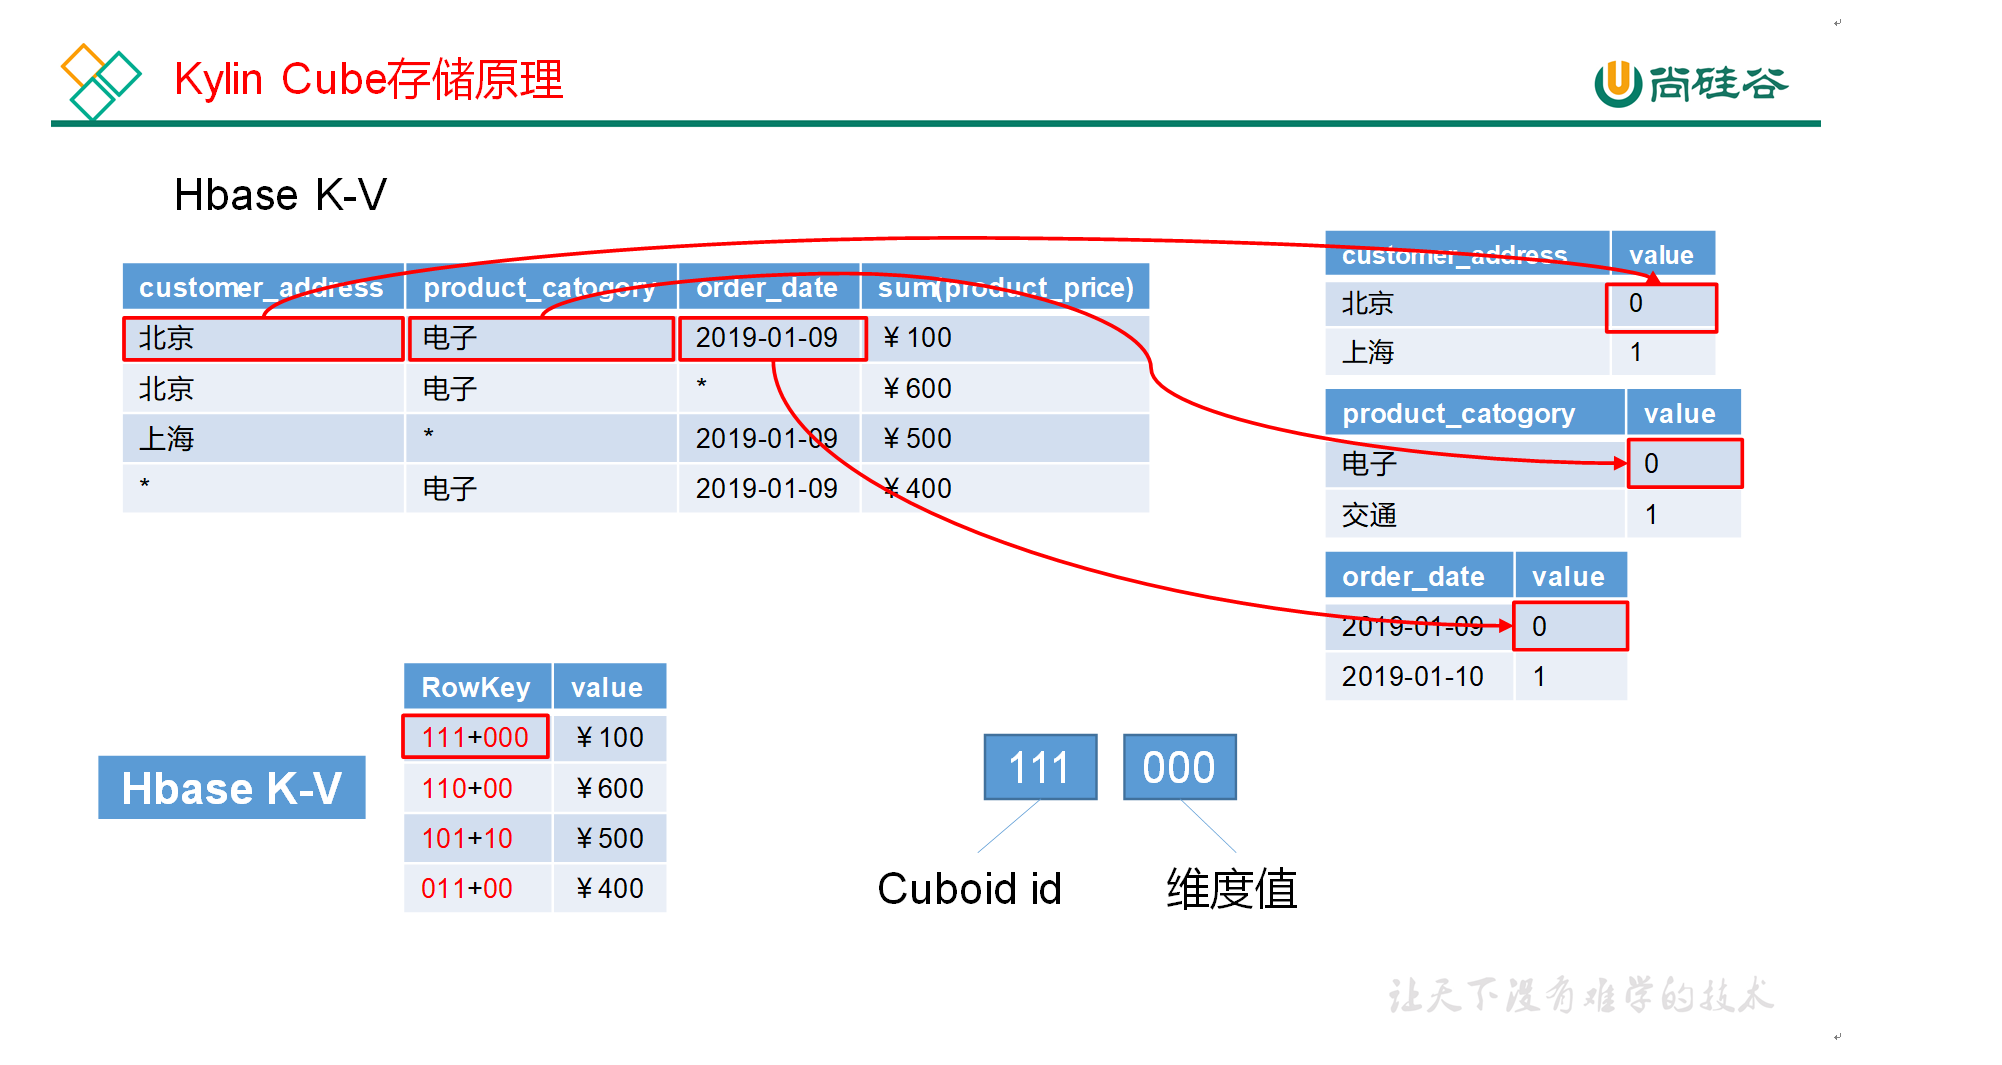 Kylin Cube存储原理
尚硅谷
Hbase K-V
customer_address product_catogory order_date sum(product_price)
北京 电子 2019-01-09 ¥100
北京 电子 * ¥600
上海 * 2019-01-09 ¥500
* 电子 2019-01-09 ¥400
customer_address value
北京 0
上海 1
product_catogory value
电子 0
交通 1
order_date value
2019-01-09 0
2019-01-10 1
Hbase K-V
RowKey value
111+000 ¥100
110+00 ¥600
101+10 ¥500
011+00 ¥400
111 000
Cuboid id 维度值
让天下没有难学的技术